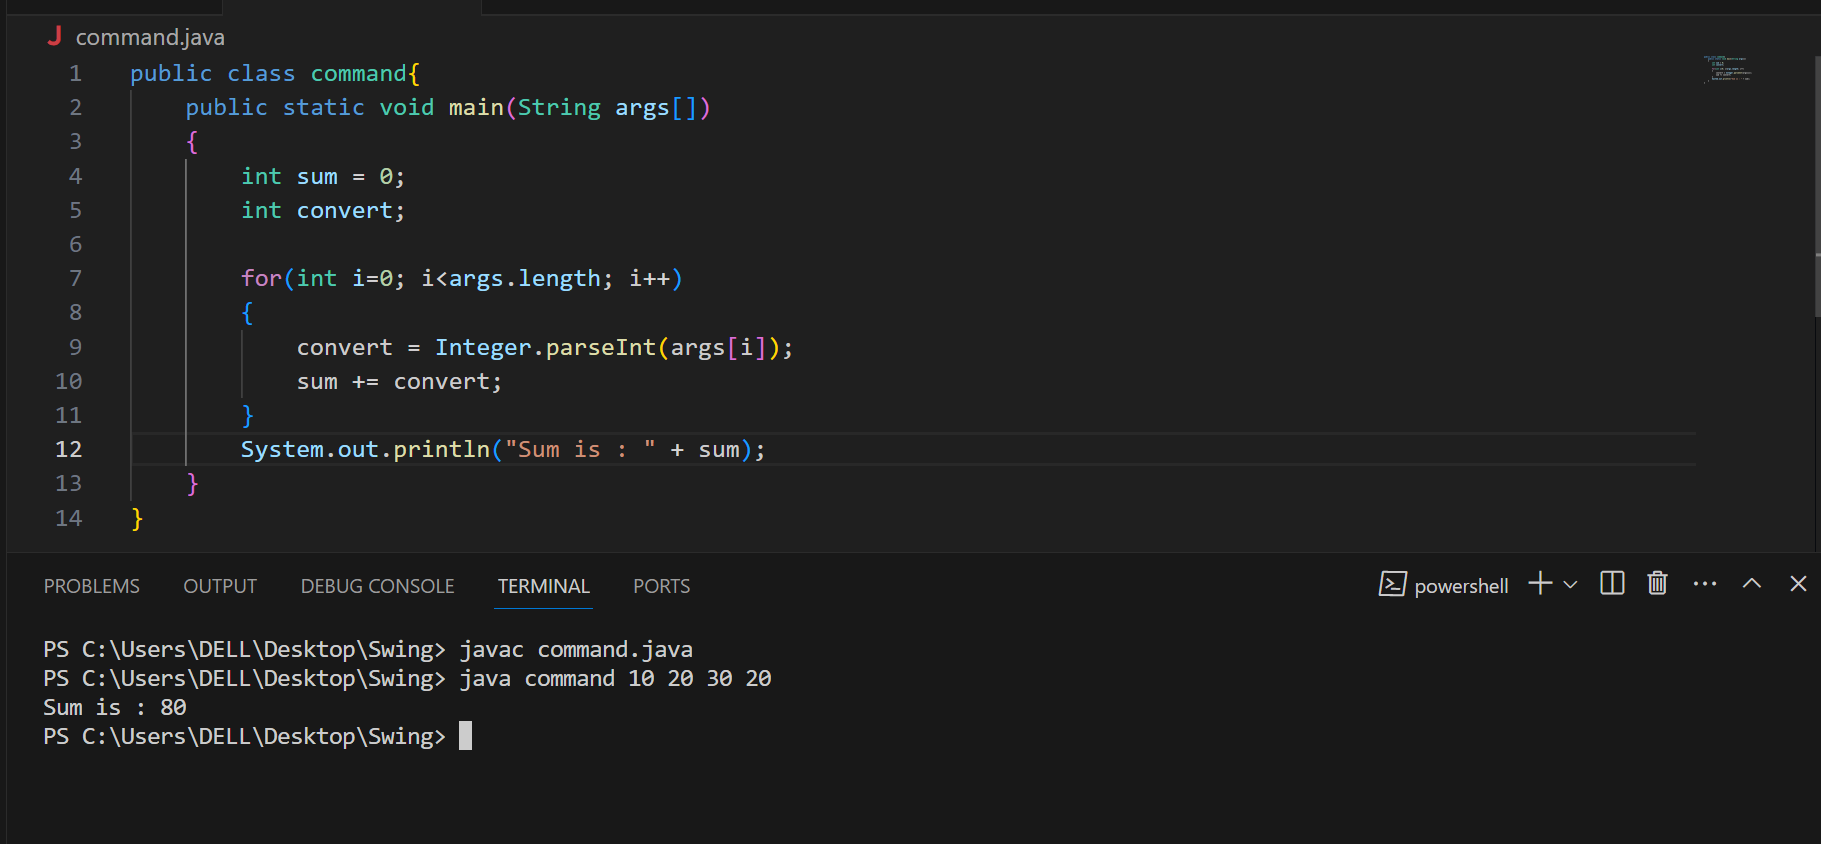 J command.java
1 public class command{
2     public static void main(String args[])
3     {
4         int sum = 0;
5         int convert;
6
7         for(int i=0; i<args.length; i++)
8         {
9             convert = Integer.parseInt(args[i]);
10             sum += convert;
11         }
12         System.out.println("Sum is : " + sum);
13     }
14 }
PROBLEMS OUTPUT DEBUG CONSOLE TERMINAL PORTS powershell
PS C:\Users\DELL\Desktop\Swing> javac command.java
PS C:\Users\DELL\Desktop\Swing> java command 10 20 30 20
Sum is : 80
PS C:\Users\DELL\Desktop\Swing>